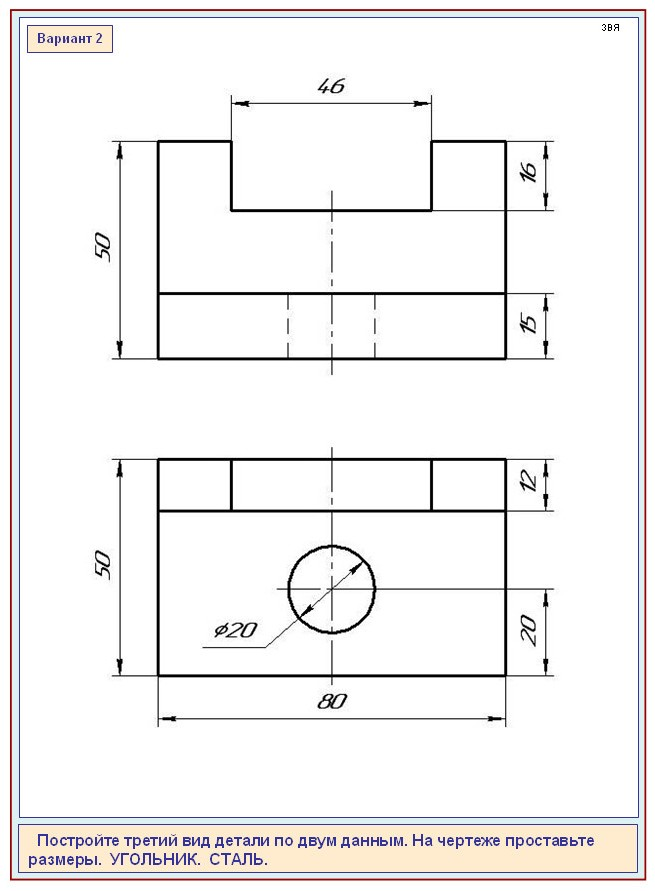 Вариант 2
ЗВЯ
46
16
50
15
12
50
20
⌀20
80
Постройте третий вид детали по двум данным. На чертеже проставьте
размеры. УГОЛЬНИК. СТАЛЬ.